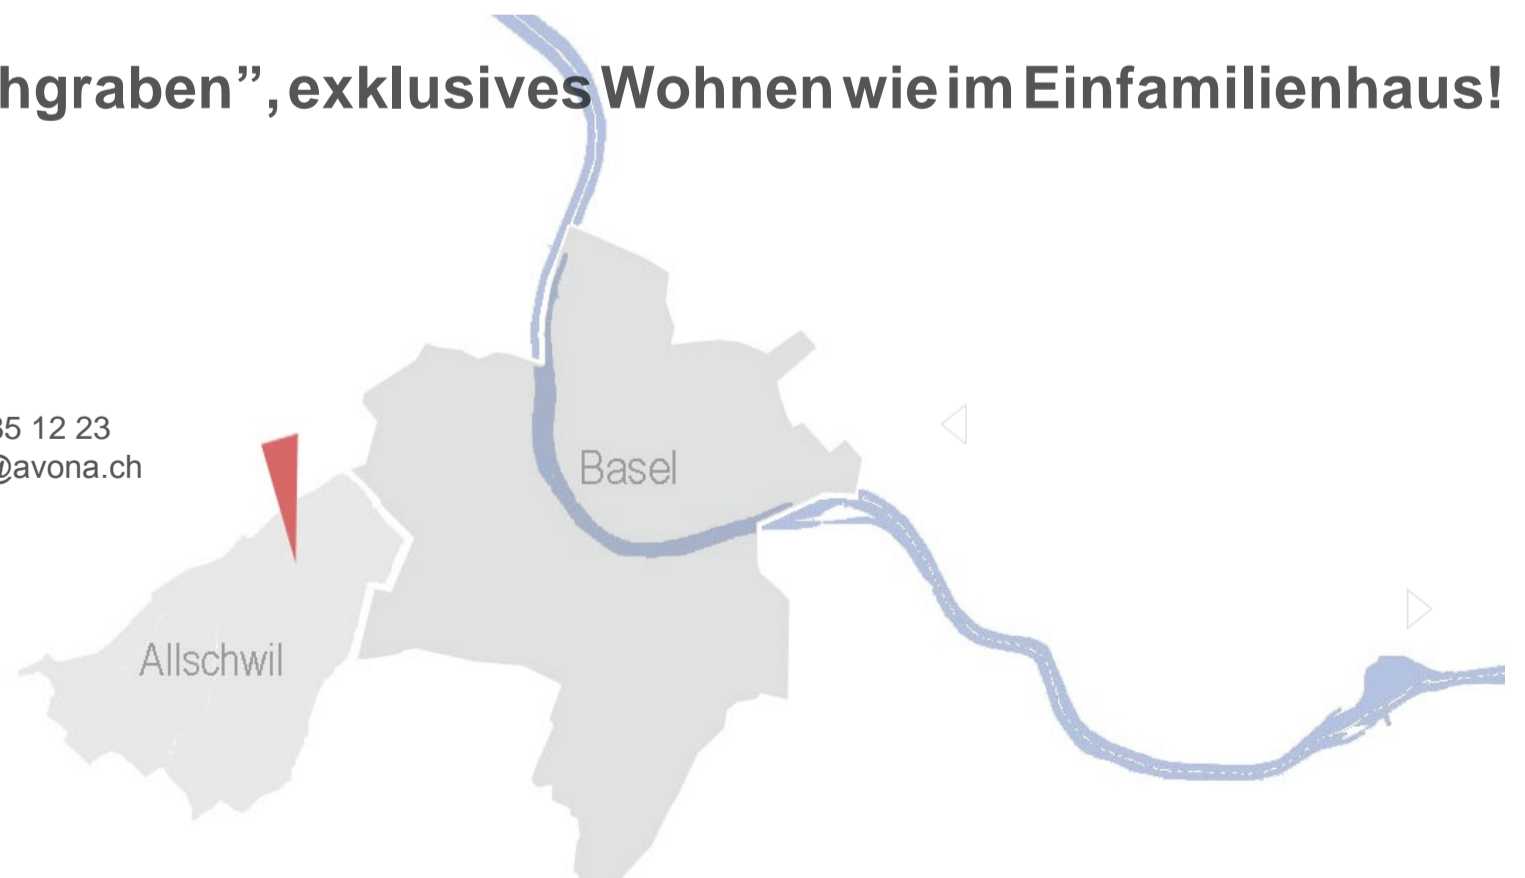 hgraben”, exklusives Wohnen wie im Einfamilienhaus!
35 12 23
@avona.ch
Basel
Allschwil